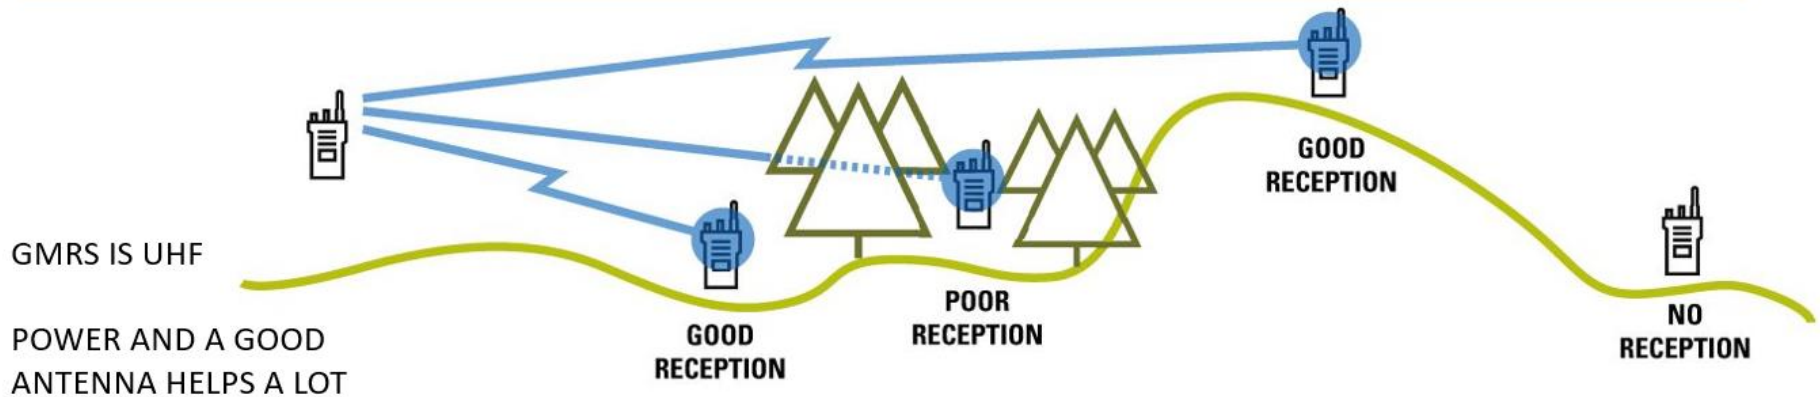 GMRS IS UHF
POWER AND A GOOD
ANTENNA HELPS A LOT
GOOD
RECEPTION
POOR
RECEPTION
GOOD
RECEPTION
NO
RECEPTION